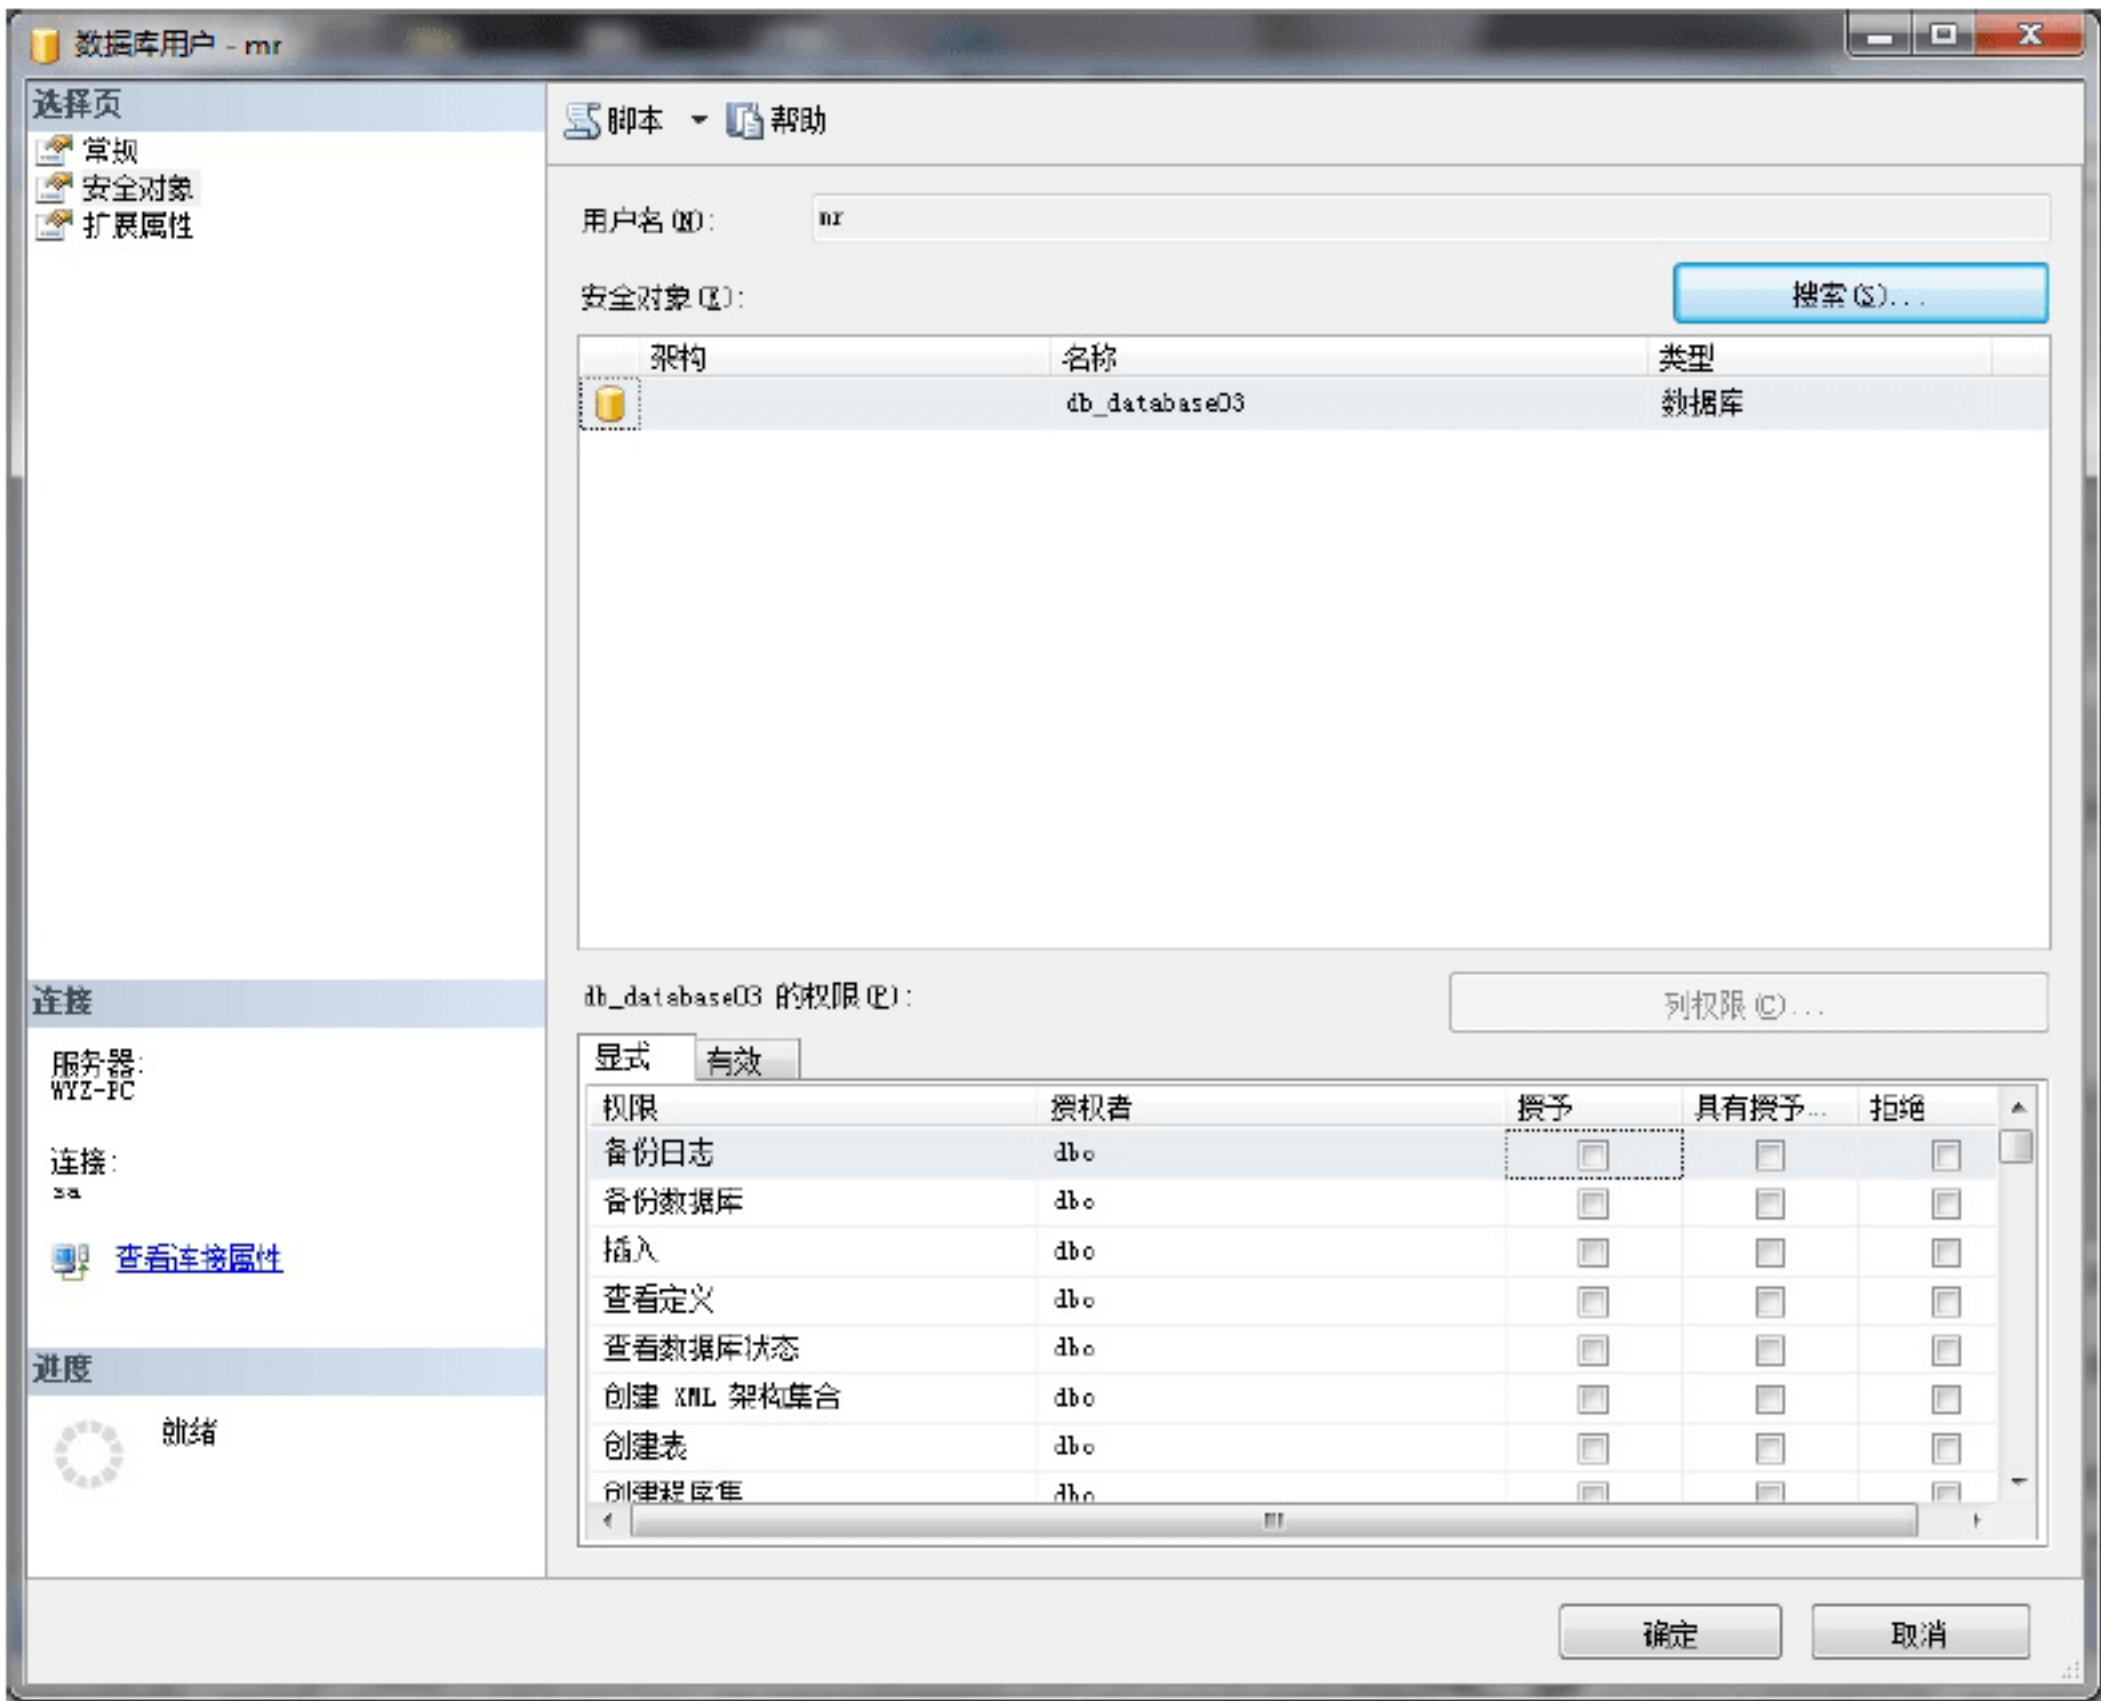 数据库用户 - mr
选择页
常规
安全对象
扩展属性
脚本 帮助
用户名(N): mr
安全对象(E): 搜索(S)...
架构 名称 类型
db_database03 数据库
db_database03 的权限(P): 列权限(C)...
显式 有效
权限 授权者 授予 具有授予... 拒绝
备份日志 dbo
备份数据库 dbo
插入 dbo
查看定义 dbo
查看数据库状态 dbo
创建 XML 架构集合 dbo
创建表 dbo
创建程序集 dbo
连接
服务器:
WYZ-PC
连接:
sa
查看连接属性
进度
就绪
确定 取消